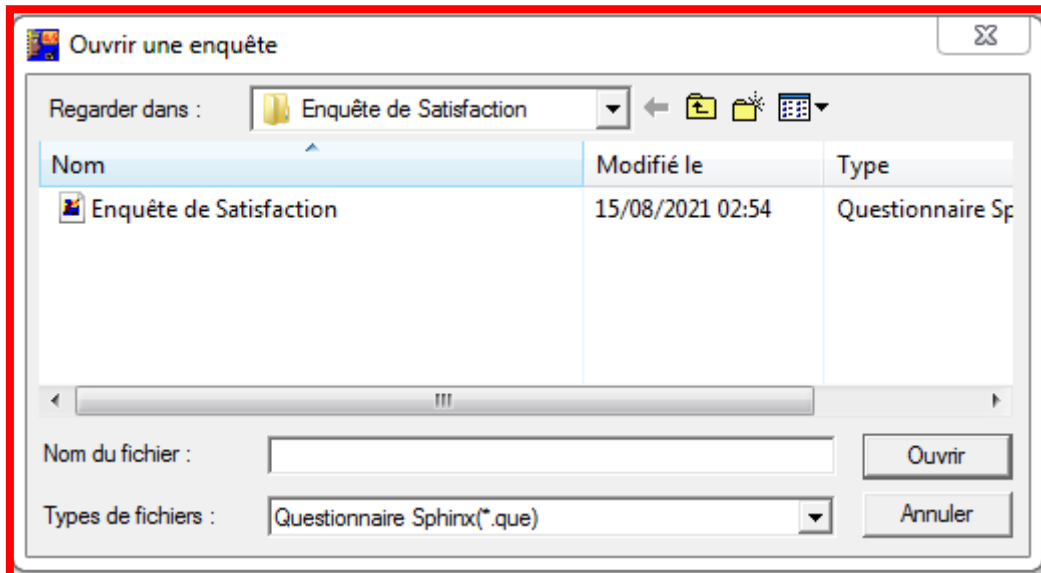 Ouvrir une enquête
Regarder dans : Enquête de Satisfaction
Nom Modifié le Type
Enquête de Satisfaction 15/08/2021 02:54 Questionnaire Sp
Nom du fichier : Ouvrir
Types de fichiers : Questionnaire Sphinx(*.que) Annuler